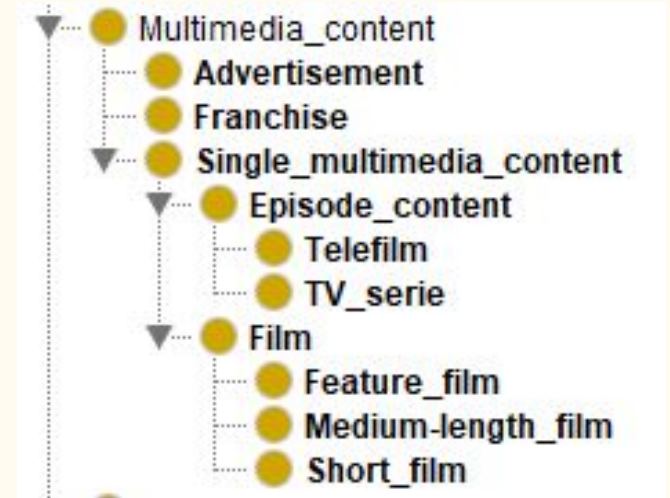 Multimedia_content
Advertisement
Franchise
Single_multimedia_content
Episode_content
Telefilm
TV_serie
Film
Feature_film
Medium-length_film
Short_film